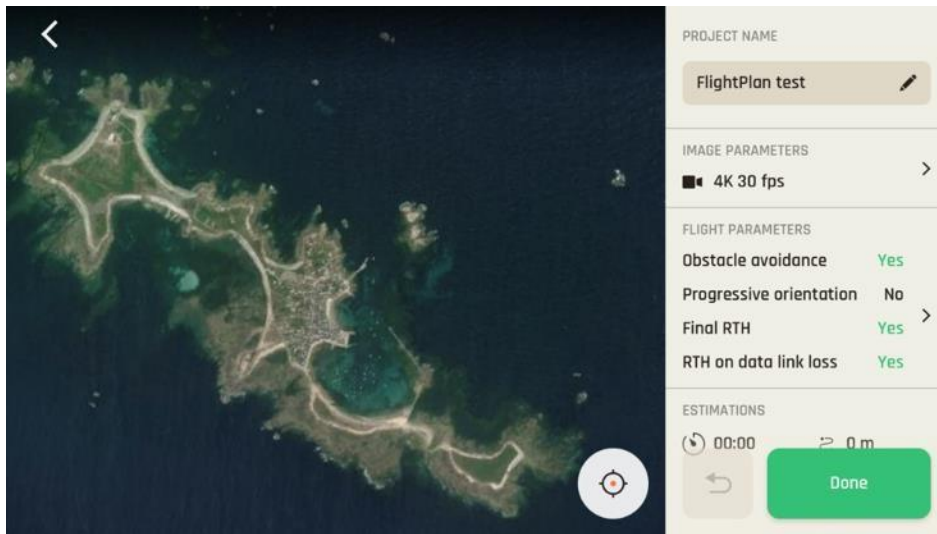 PROJECT NAME
FlightPlan test
IMAGE PARAMETERS
4K 30 fps
FLIGHT PARAMETERS
Obstacle avoidance Yes
Progressive orientation No
Final RTH Yes
RTH on data link loss Yes
ESTIMATIONS
00:00 0 m
Done